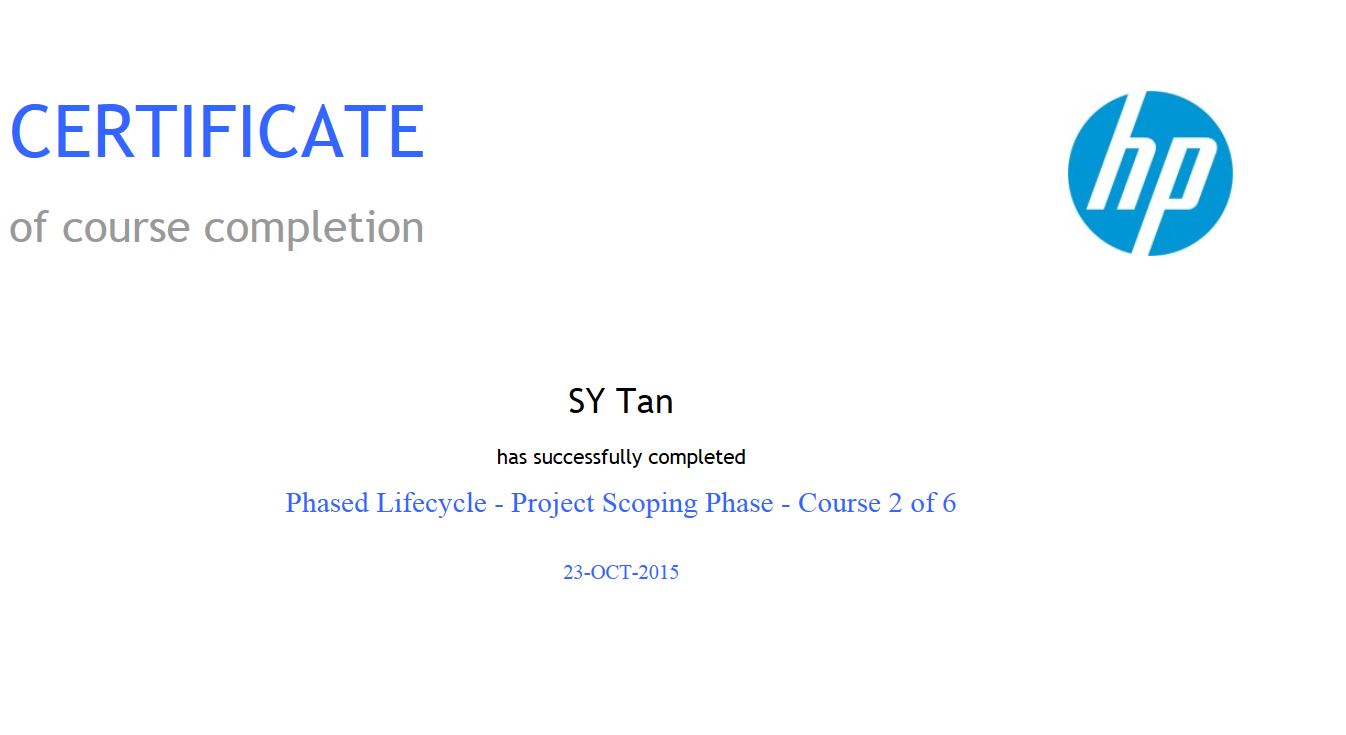 CERTIFICATE
of course completion
hp
SY Tan
has successfully completed
Phased Lifecycle - Project Scoping Phase - Course 2 of 6
23-OCT-2015